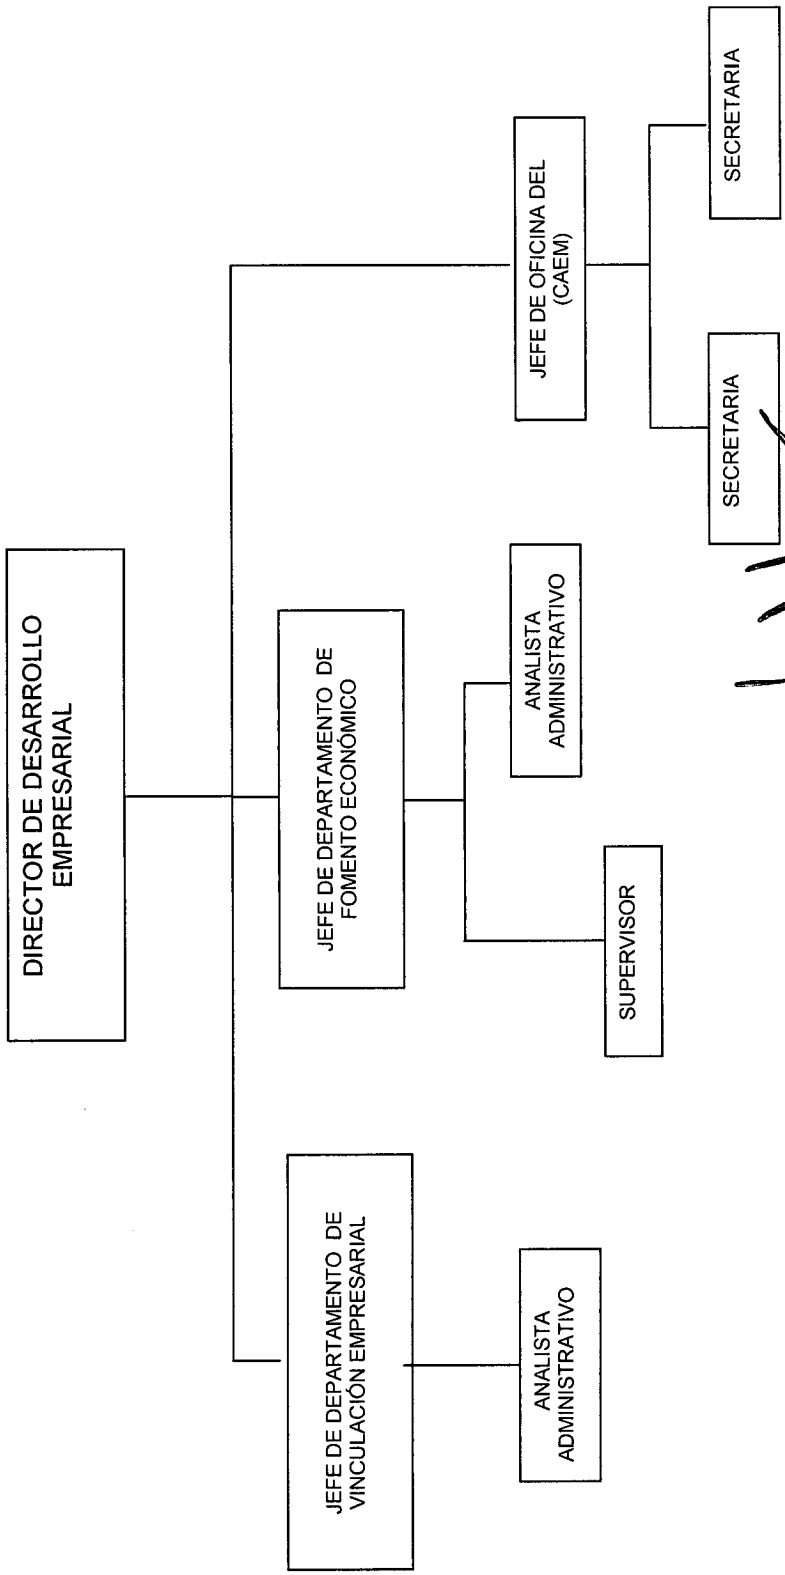 DIRECTOR DE DESARROLLO
EMPRESARIAL
JEFE DE DEPARTAMENTO DE
VINCULACIÓN EMPRESARIAL
JEFE DE DEPARTAMENTO DE
FOMENTO ECONÓMICO
JEFE DE OFICINA DEL
(CAEM)
ANALISTA
ADMINISTRATIVO
SUPERVISOR
ANALISTA
ADMINISTRATIVO
SECRETARIA
SECRETARIA